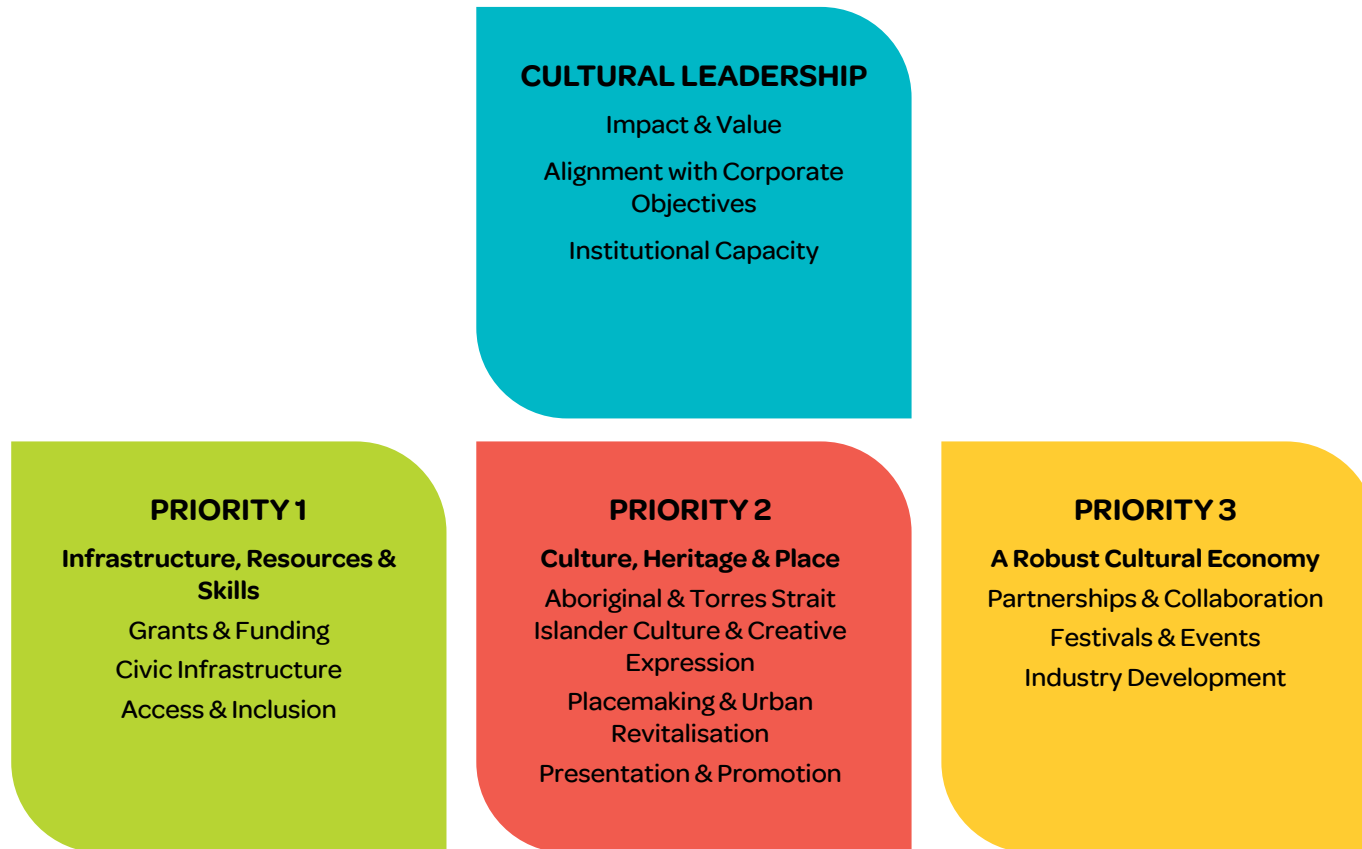 CULTURAL LEADERSHIP
Impact & Value
Alignment with Corporate
Objectives
Institutional Capacity
PRIORITY 1
Infrastructure, Resources &
Skills
Grants & Funding
Civic Infrastructure
Access & Inclusion
PRIORITY 2
Culture, Heritage & Place
Aboriginal & Torres Strait
Islander Culture & Creative
Expression
Placemaking & Urban
Revitalisation
Presentation & Promotion
PRIORITY 3
A Robust Cultural Economy
Partnerships & Collaboration
Festivals & Events
Industry Development